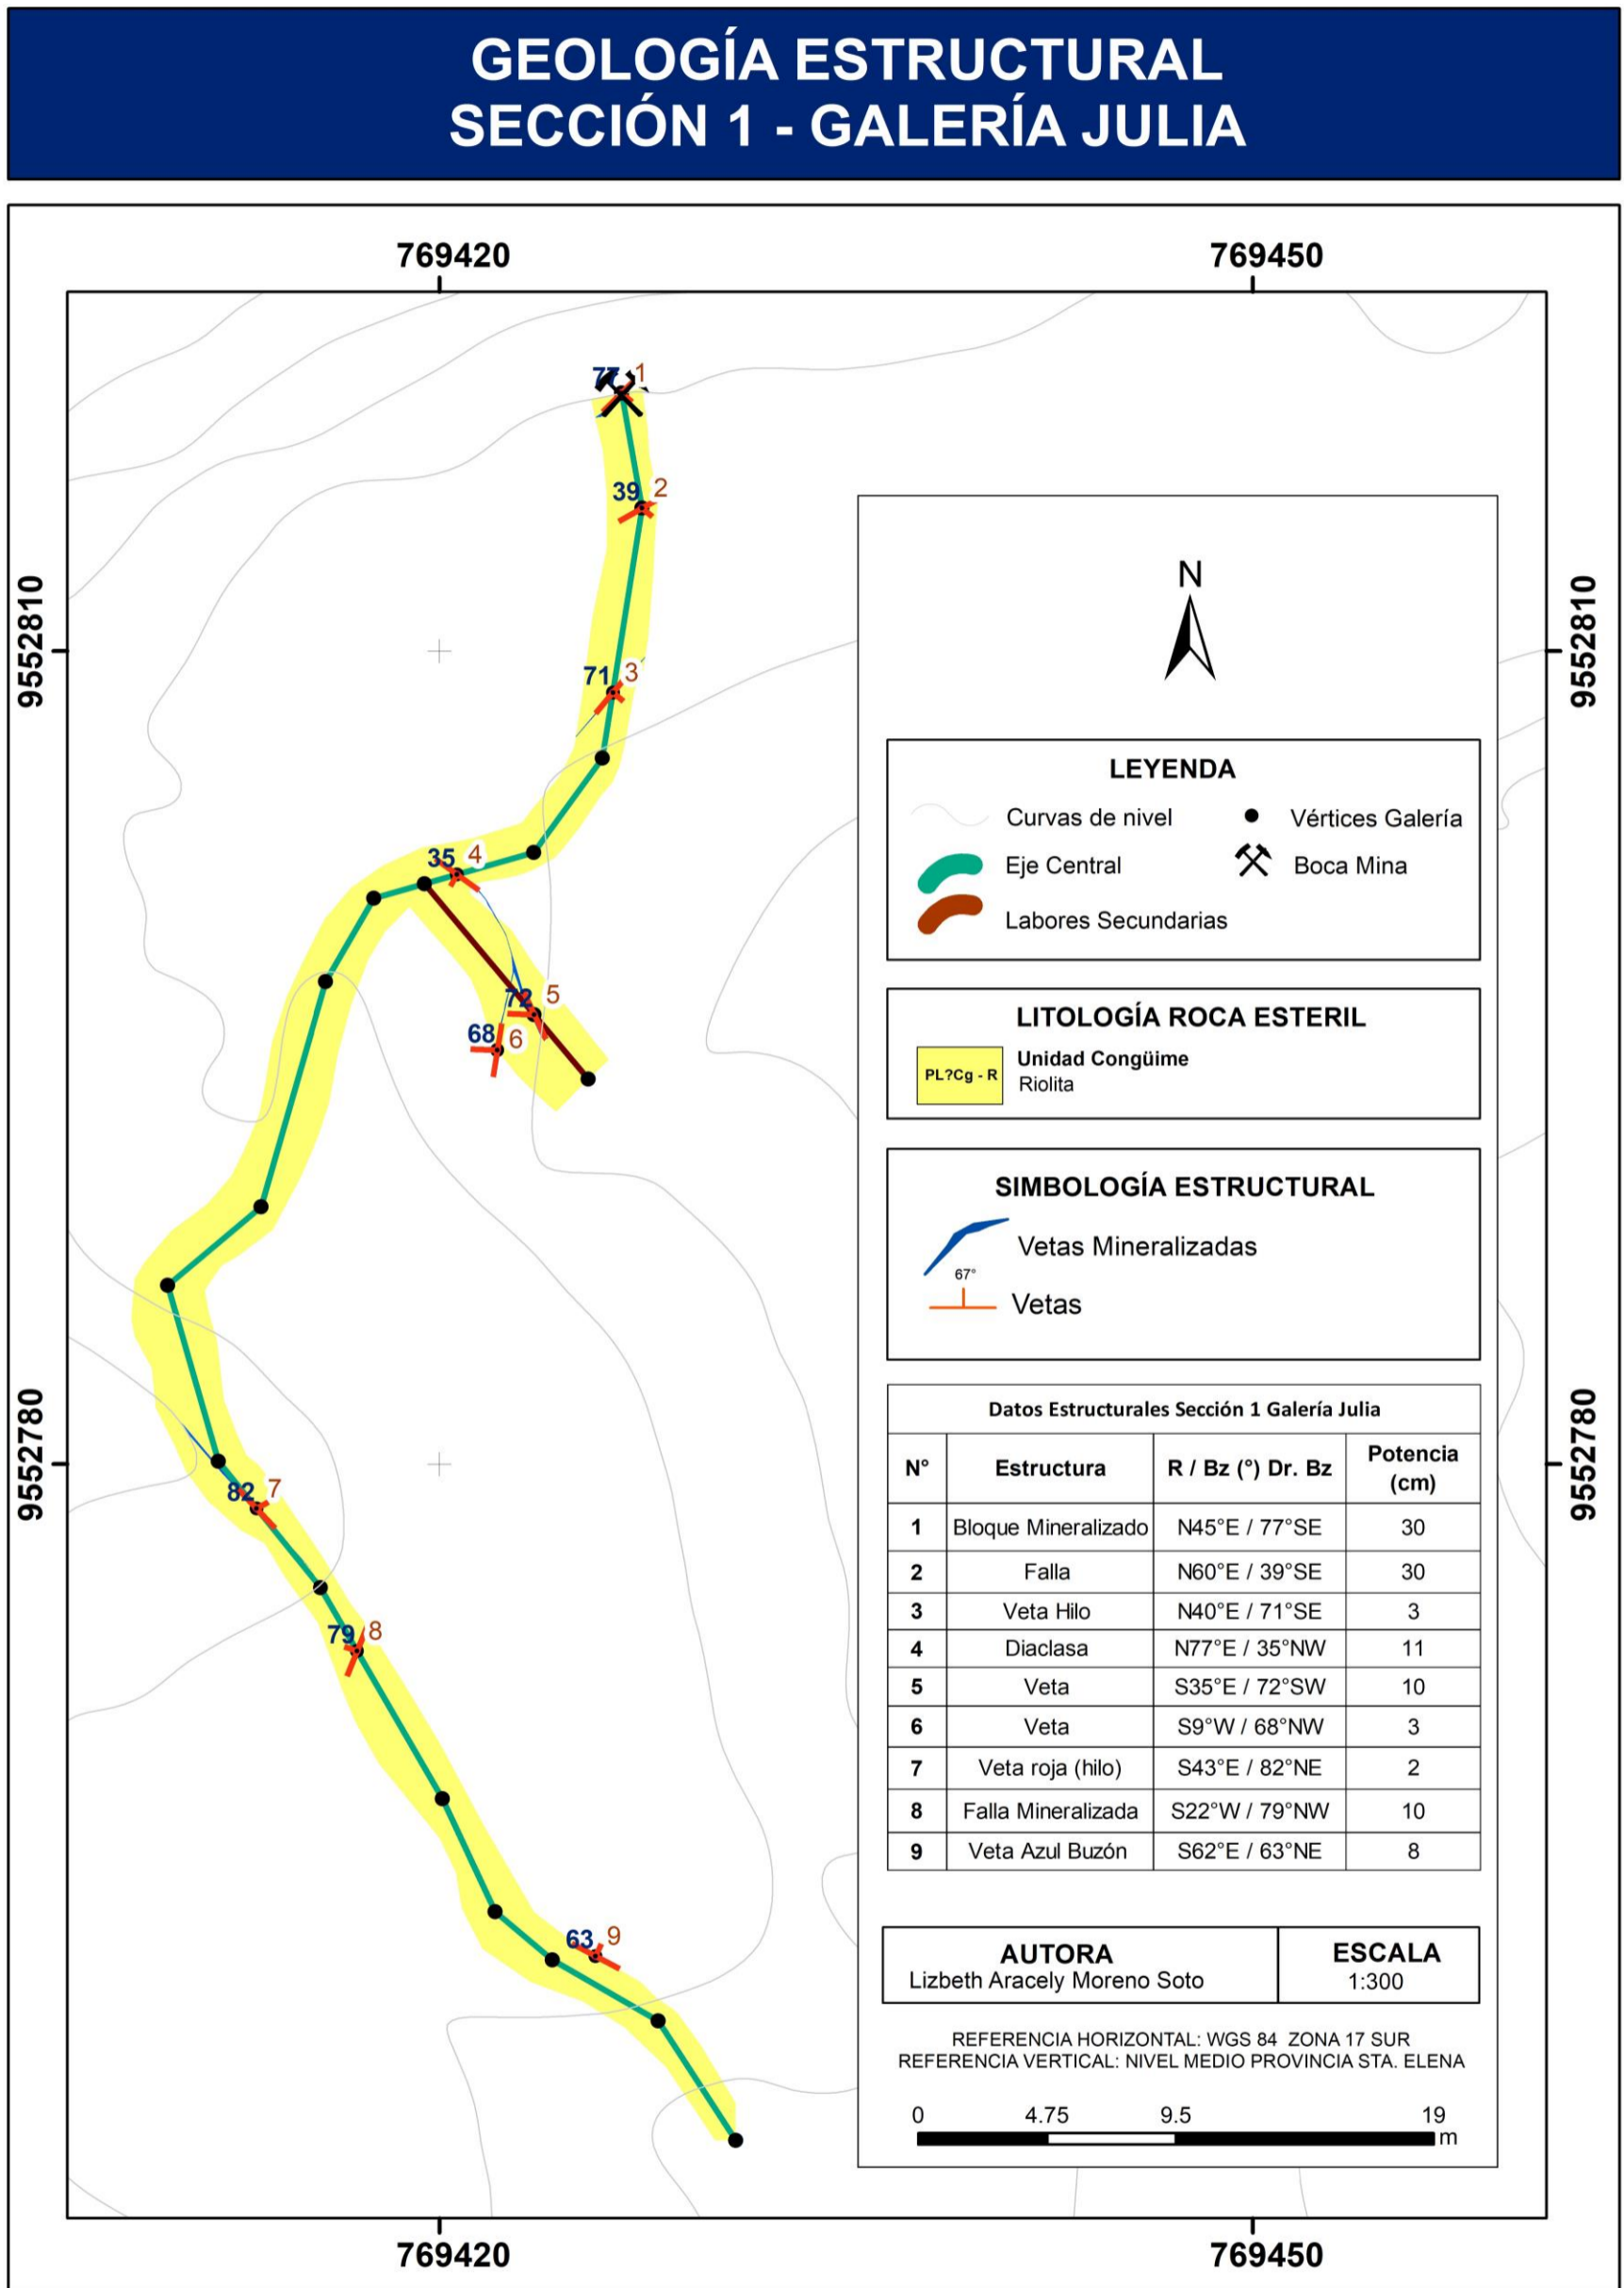 GEOLOGÍA ESTRUCTURAL
SECCIÓN 1 - GALERÍA JULIA
769420 769450
9552810 9552810
9552780 9552780
77 1
39 2
71 3
35 4
72 5
68 6
82 7
79 8
63 9
N
LEYENDA
Curvas de nivel Vértices Galería
Eje Central Boca Mina
Labores Secundarias
LITOLOGÍA ROCA ESTERIL
PL?Cg - R
Unidad Congüime
Riolita
SIMBOLOGÍA ESTRUCTURAL
Vetas Mineralizadas
67°
Vetas
Datos Estructurales Sección 1 Galería Julia
N° Estructura R / Bz (°) Dr. Bz Potencia (cm)
1 Bloque Mineralizado N45°E / 77°SE 30
2 Falla N60°E / 39°SE 30
3 Veta Hilo N40°E / 71°SE 3
4 Diaclasa N77°E / 35°NW 11
5 Veta S35°E / 72°SW 10
6 Veta S9°W / 68°NW 3
7 Veta roja (hilo) S43°E / 82°NE 2
8 Falla Mineralizada S22°W / 79°NW 10
9 Veta Azul Buzón S62°E / 63°NE 8
AUTORA
Lizbeth Aracely Moreno Soto
ESCALA
1:300
REFERENCIA HORIZONTAL: WGS 84 ZONA 17 SUR
REFERENCIA VERTICAL: NIVEL MEDIO PROVINCIA STA. ELENA
0 4.75 9.5 19
m
769420 769450